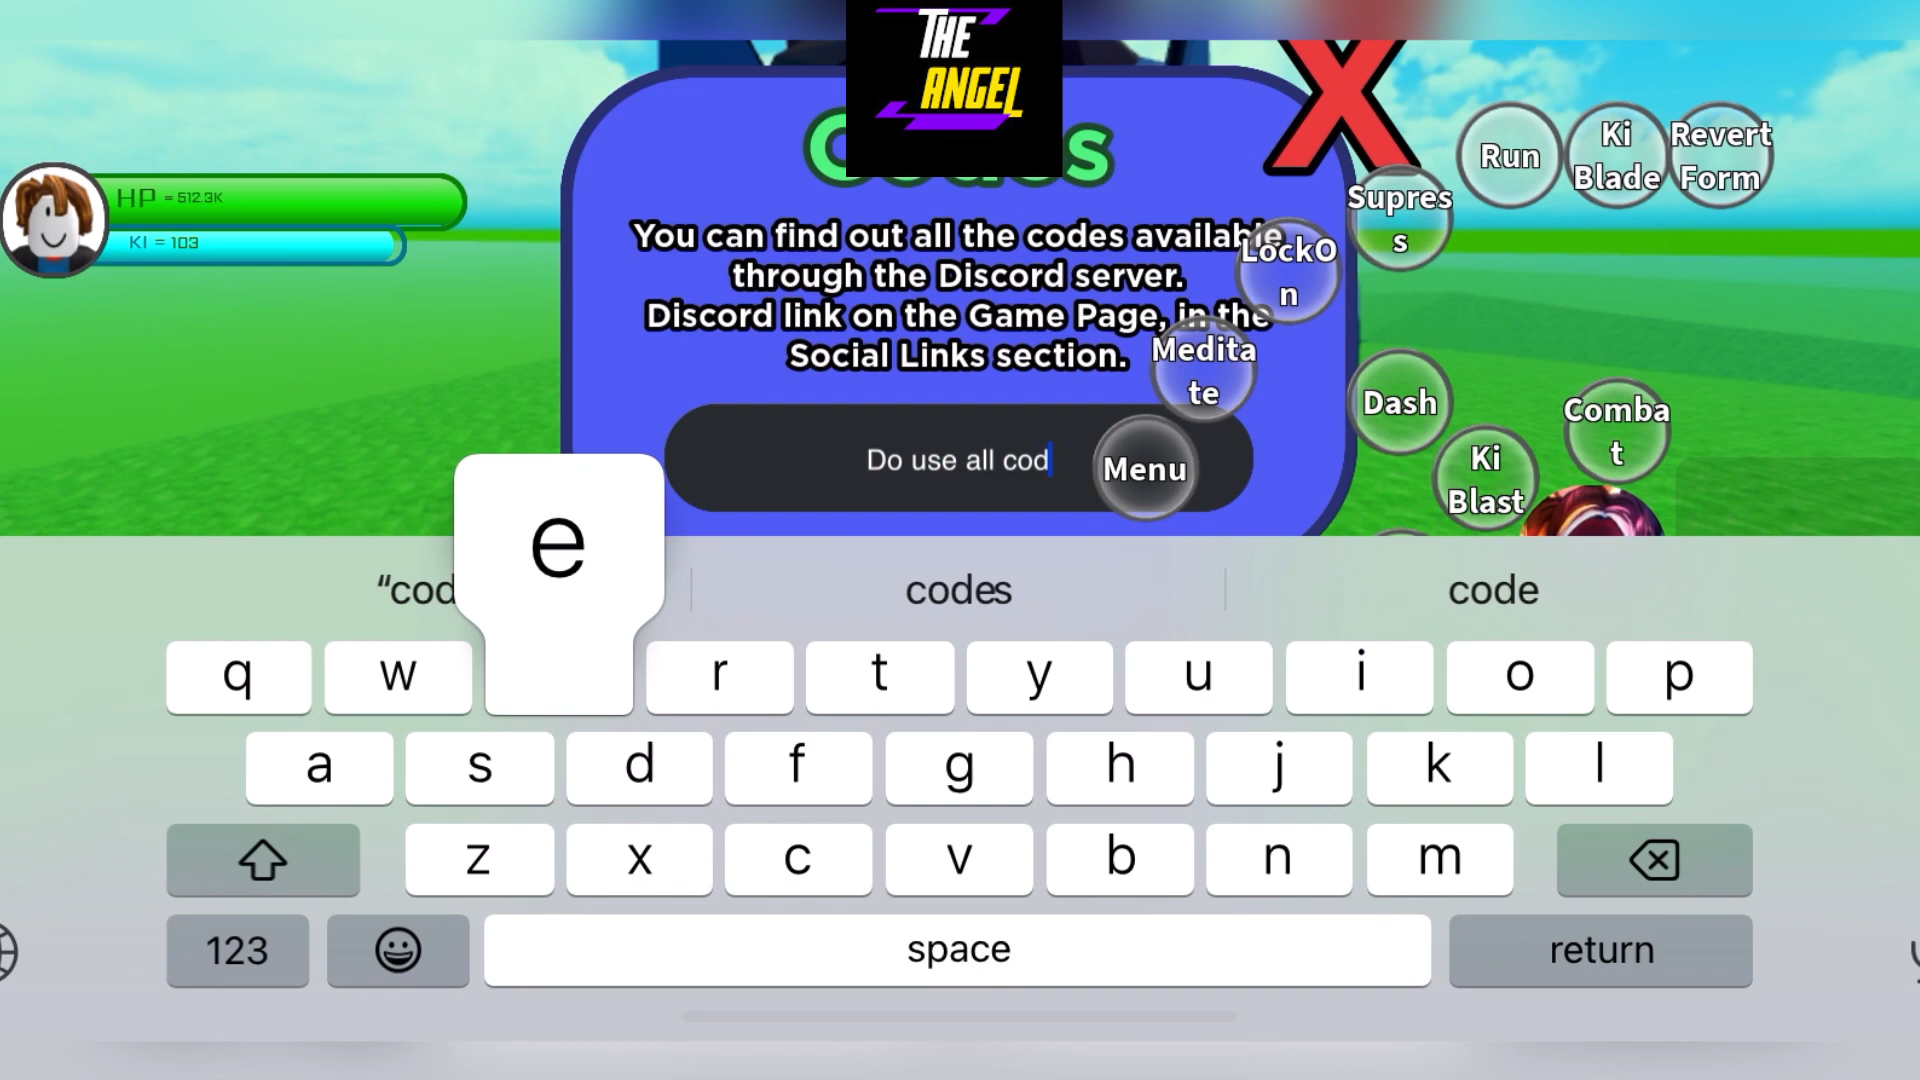 THE
ANGEL
You can find out all the codes available
through the Discord server.
Discord link on the Game Page, in the
Social Links section.
HP = 512.3K
KI = 103
Run
Ki
Blade
Revert
Form
Supres
s
LockO
n
Medita
te
Dash
Comba
t
Ki
Blast
Do use all cod
Menu
e
“cod
codes
code
q w r t y u i o p
a s d f g h j k l
z x c v b n m
123 space return